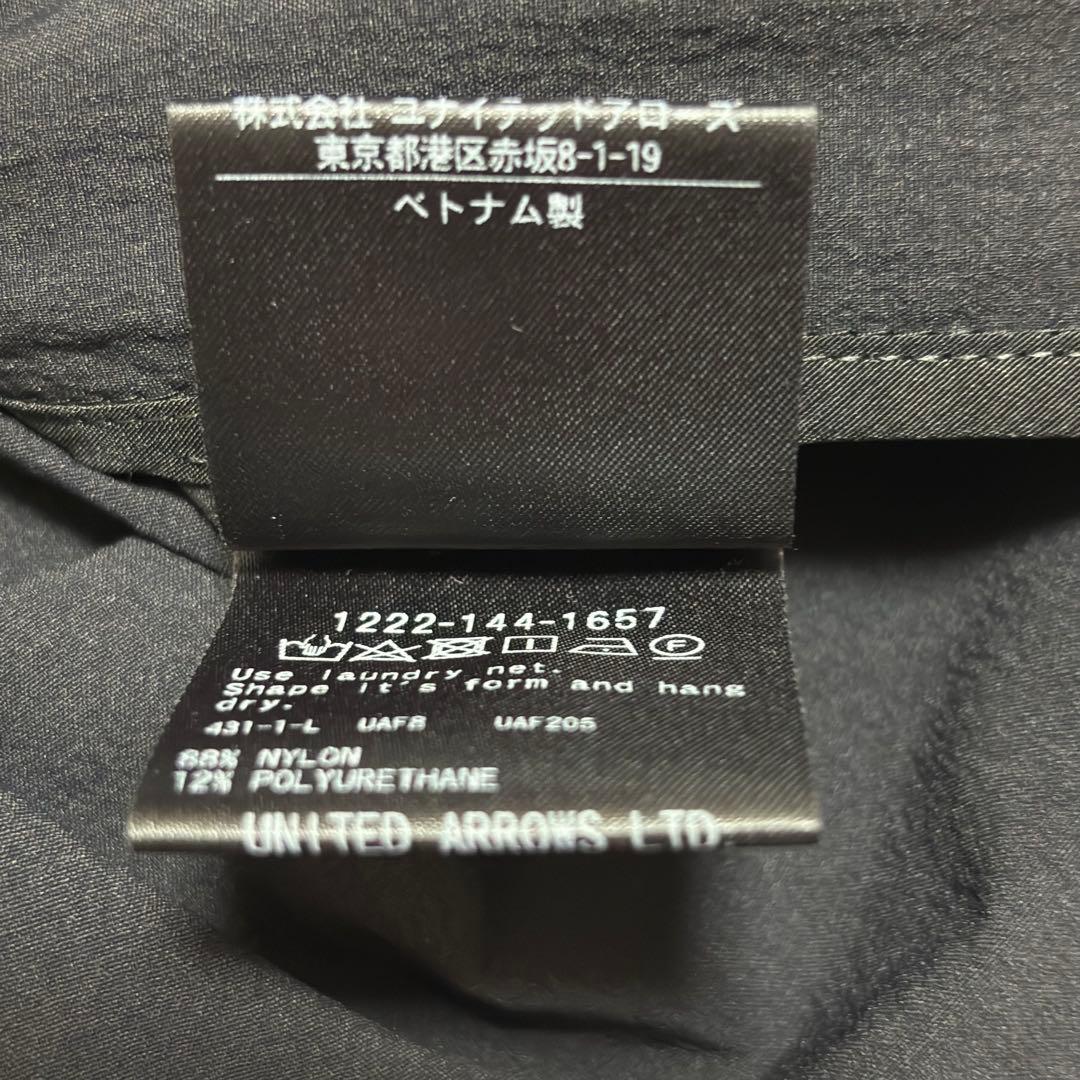 株式会社 ユナイテッドアローズ
東京都港区赤坂8-1-19
ベトナム製
1222-144-1657
Use laundry net.
Shape it's form and hang
dry.
431-1-L UAF8 UAF205
88% NYLON
12% POLYURETHANE
UNITED ARROWS LTD.